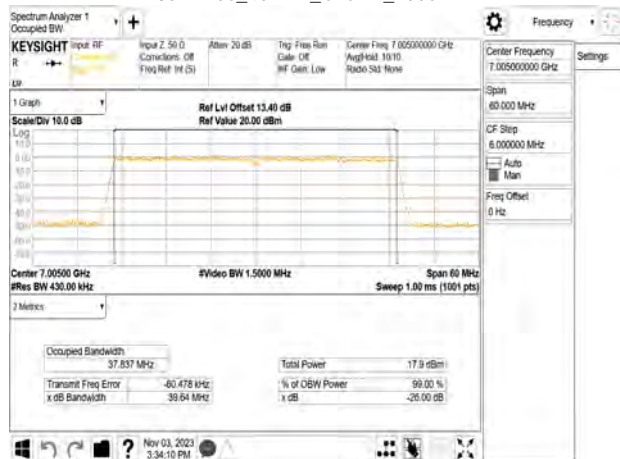 Spectrum Analyzer 1
Occupied BW
KEYSIGHT Input: RF
R
Input Z: 50 Ω
Corrections: Off
Freq Ref: Int (S)
Atten: 20 dB
Trig: Free Run
Gate: Off
#IF Gain: Low
Center Freq: 7.005000000 GHz
Avg|Hold: 10/10
Radio Std: None
1 Graph
Scale/Div 10.0 dB
Ref Lvl Offset 13.40 dB
Ref Value 20.00 dBm
Log
10.0
0.00
Center 7.00500 GHz
#Res BW 430.00 kHz
#Video BW 1.5000 MHz
Span 60 MHz
Sweep 1.00 ms (1001 pts)
2 Metrics
Occupied Bandwidth
37.837 MHz
Total Power 17.9 dBm
Transmit Freq Error -60.478 kHz
% of OBW Power 99.00 %
x dB Bandwidth 39.64 MHz
x dB -26.00 dB
Nov 03, 2023
3:34:10 PM
Frequency
Center Frequency
7.005000000 GHz
Settings
Span
60.000 MHz
CF Step
6.000000 MHz
Auto
Man
Freq Offset
0 Hz